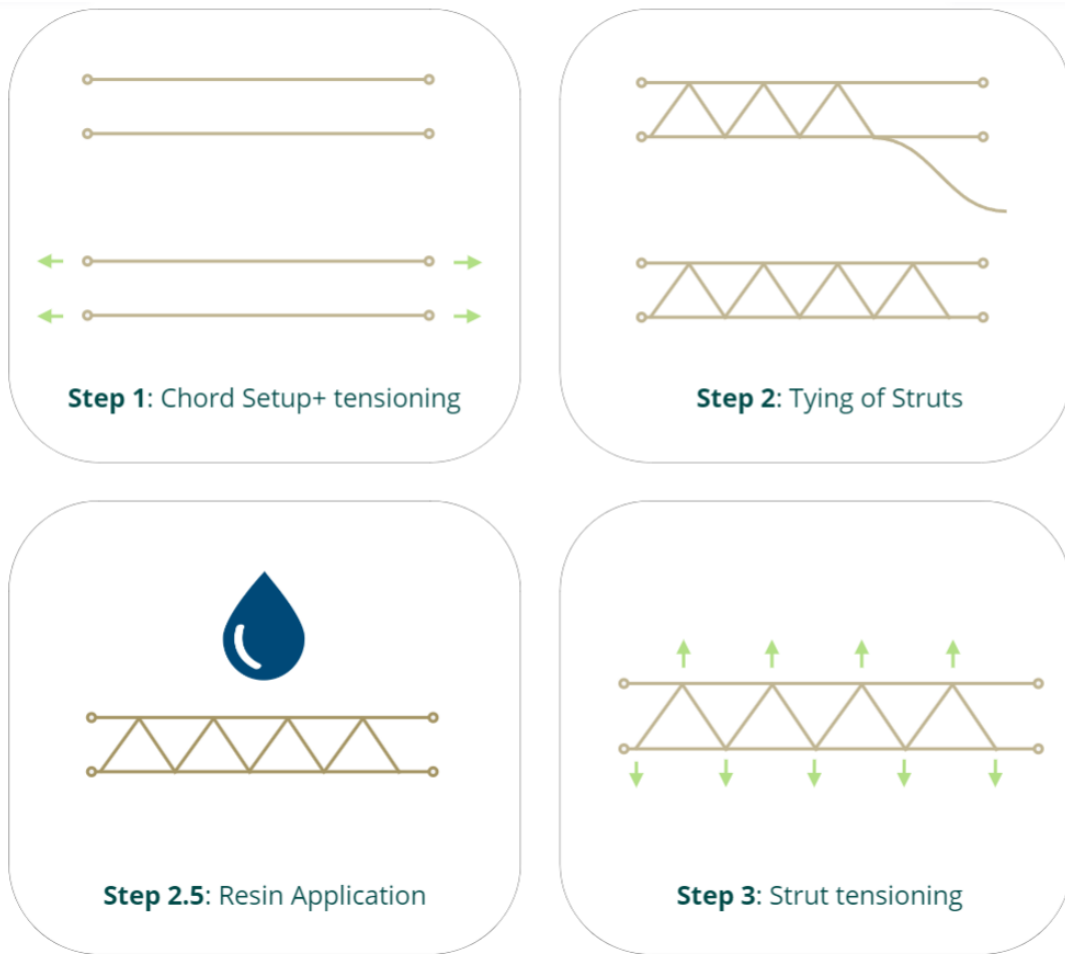 Step 1: Chord Setup+ tensioning
Step 2: Tying of Struts
Step 2.5: Resin Application
Step 3: Strut tensioning